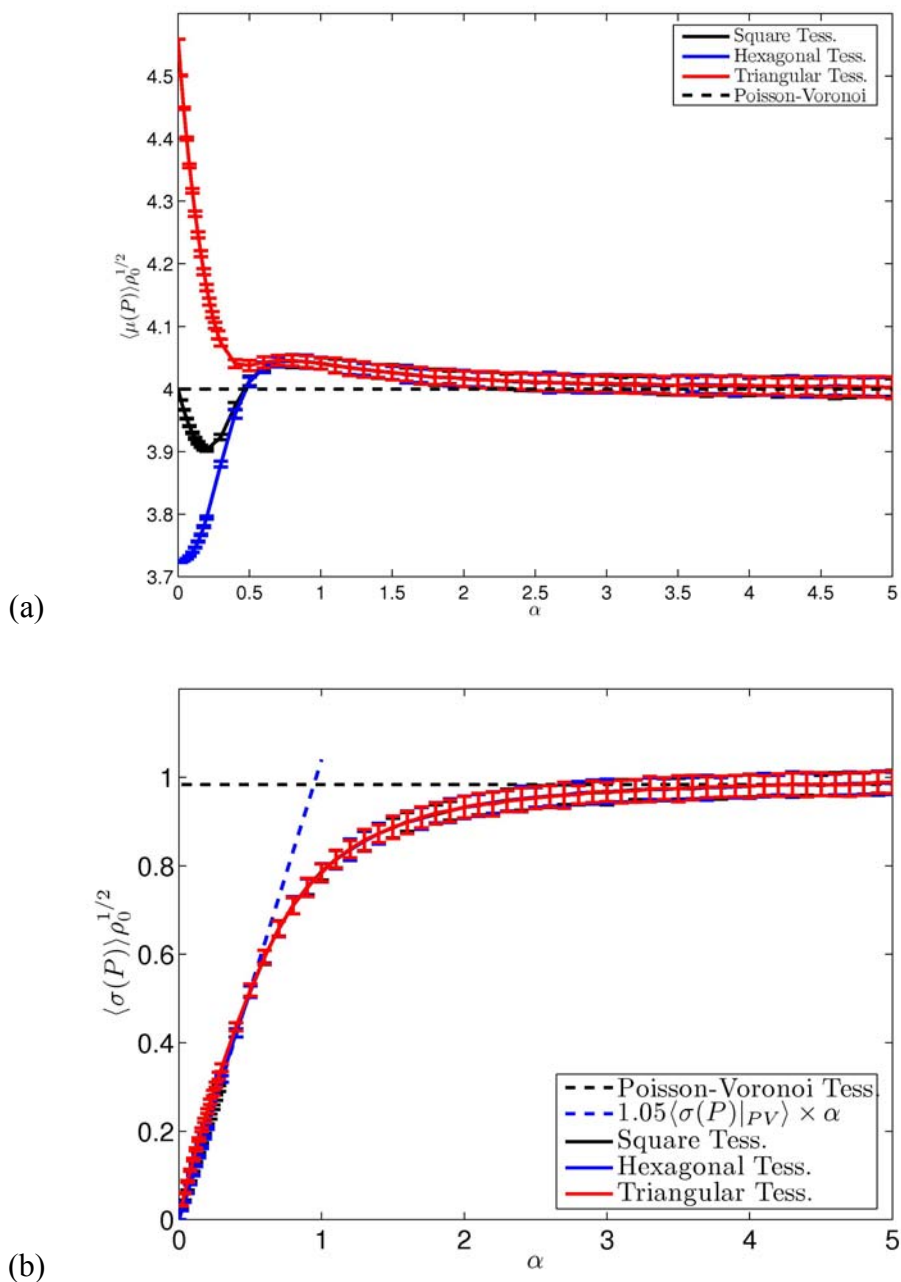 Square Tess.
Hexagonal Tess.
Triangular Tess.
Poisson-Voronoi
4.5
4.4
4.3
4.2
4.1
4
3.9
3.8
3.7
⟨μ(P)⟩ρ₀^{1/2}
0 0.5 1 1.5 2 2.5 3 3.5 4 4.5 5
α
(a)
1
0.8
0.6
0.4
0.2
0
⟨σ(P)⟩ρ₀^{1/2}
Poisson-Voronoi Tess.
1.05⟨σ(P)|_{PV}⟩ × α
Square Tess.
Hexagonal Tess.
Triangular Tess.
0 1 2 3 4 5
α
(b)